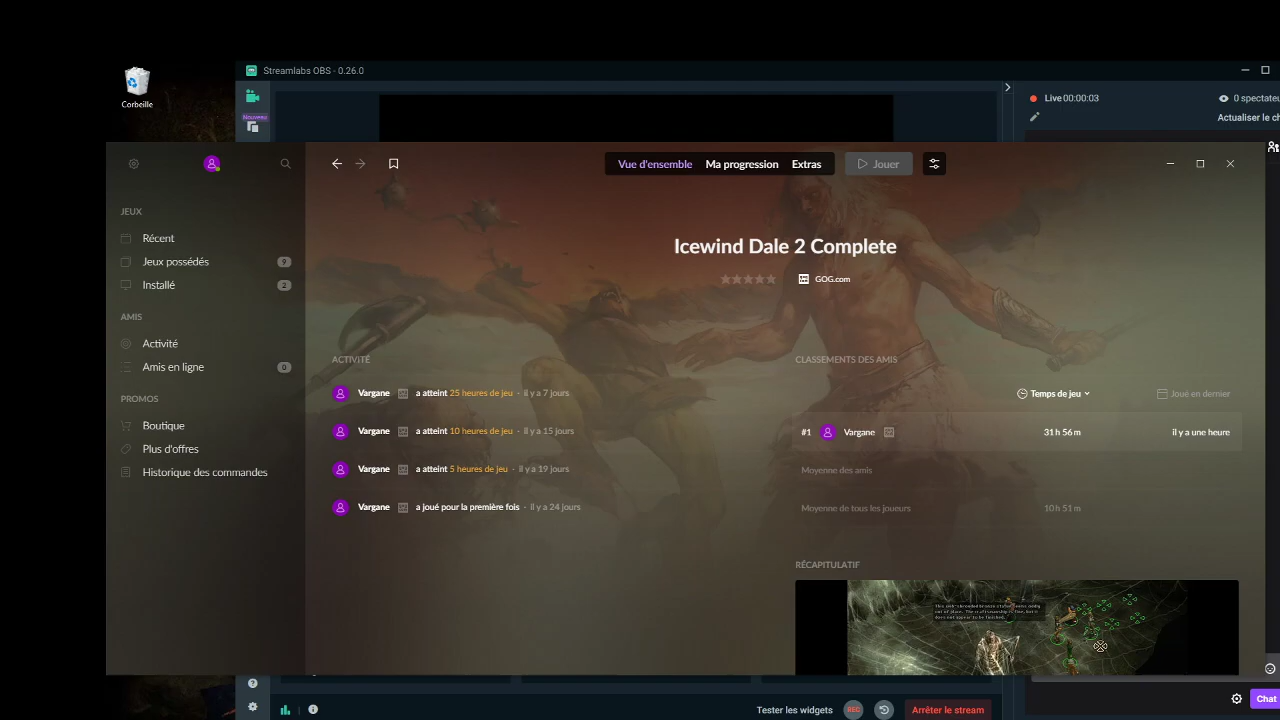 Streamlabs OBS - 0.26.0
Corbeille
Nouveau
Live 00:00:03
0 spectateu
Actualiser le ch
Vue d'ensemble
Ma progression
Extras
Jouer
JEUX
Récent
Jeux possédés 9
Installé 2
AMIS
Activité
Amis en ligne 0
PROMOS
Boutique
Plus d'offres
Historique des commandes
Icewind Dale 2 Complete
GOG.com
ACTIVITÉ
Vargane a atteint 25 heures de jeu - il y a 7 jours
Vargane a atteint 10 heures de jeu - il y a 15 jours
Vargane a atteint 5 heures de jeu - il y a 19 jours
Vargane a joué pour la première fois - il y a 24 jours
CLASSEMENTS DES AMIS
Temps de jeu
Joué en dernier
#1 Vargane 31h 56m il y a une heure
Moyenne des amis
Moyenne de tous les joueurs 10h 51m
RÉCAPITULATIF
Tester les widgets
REC
Arrêter le stream
Chat